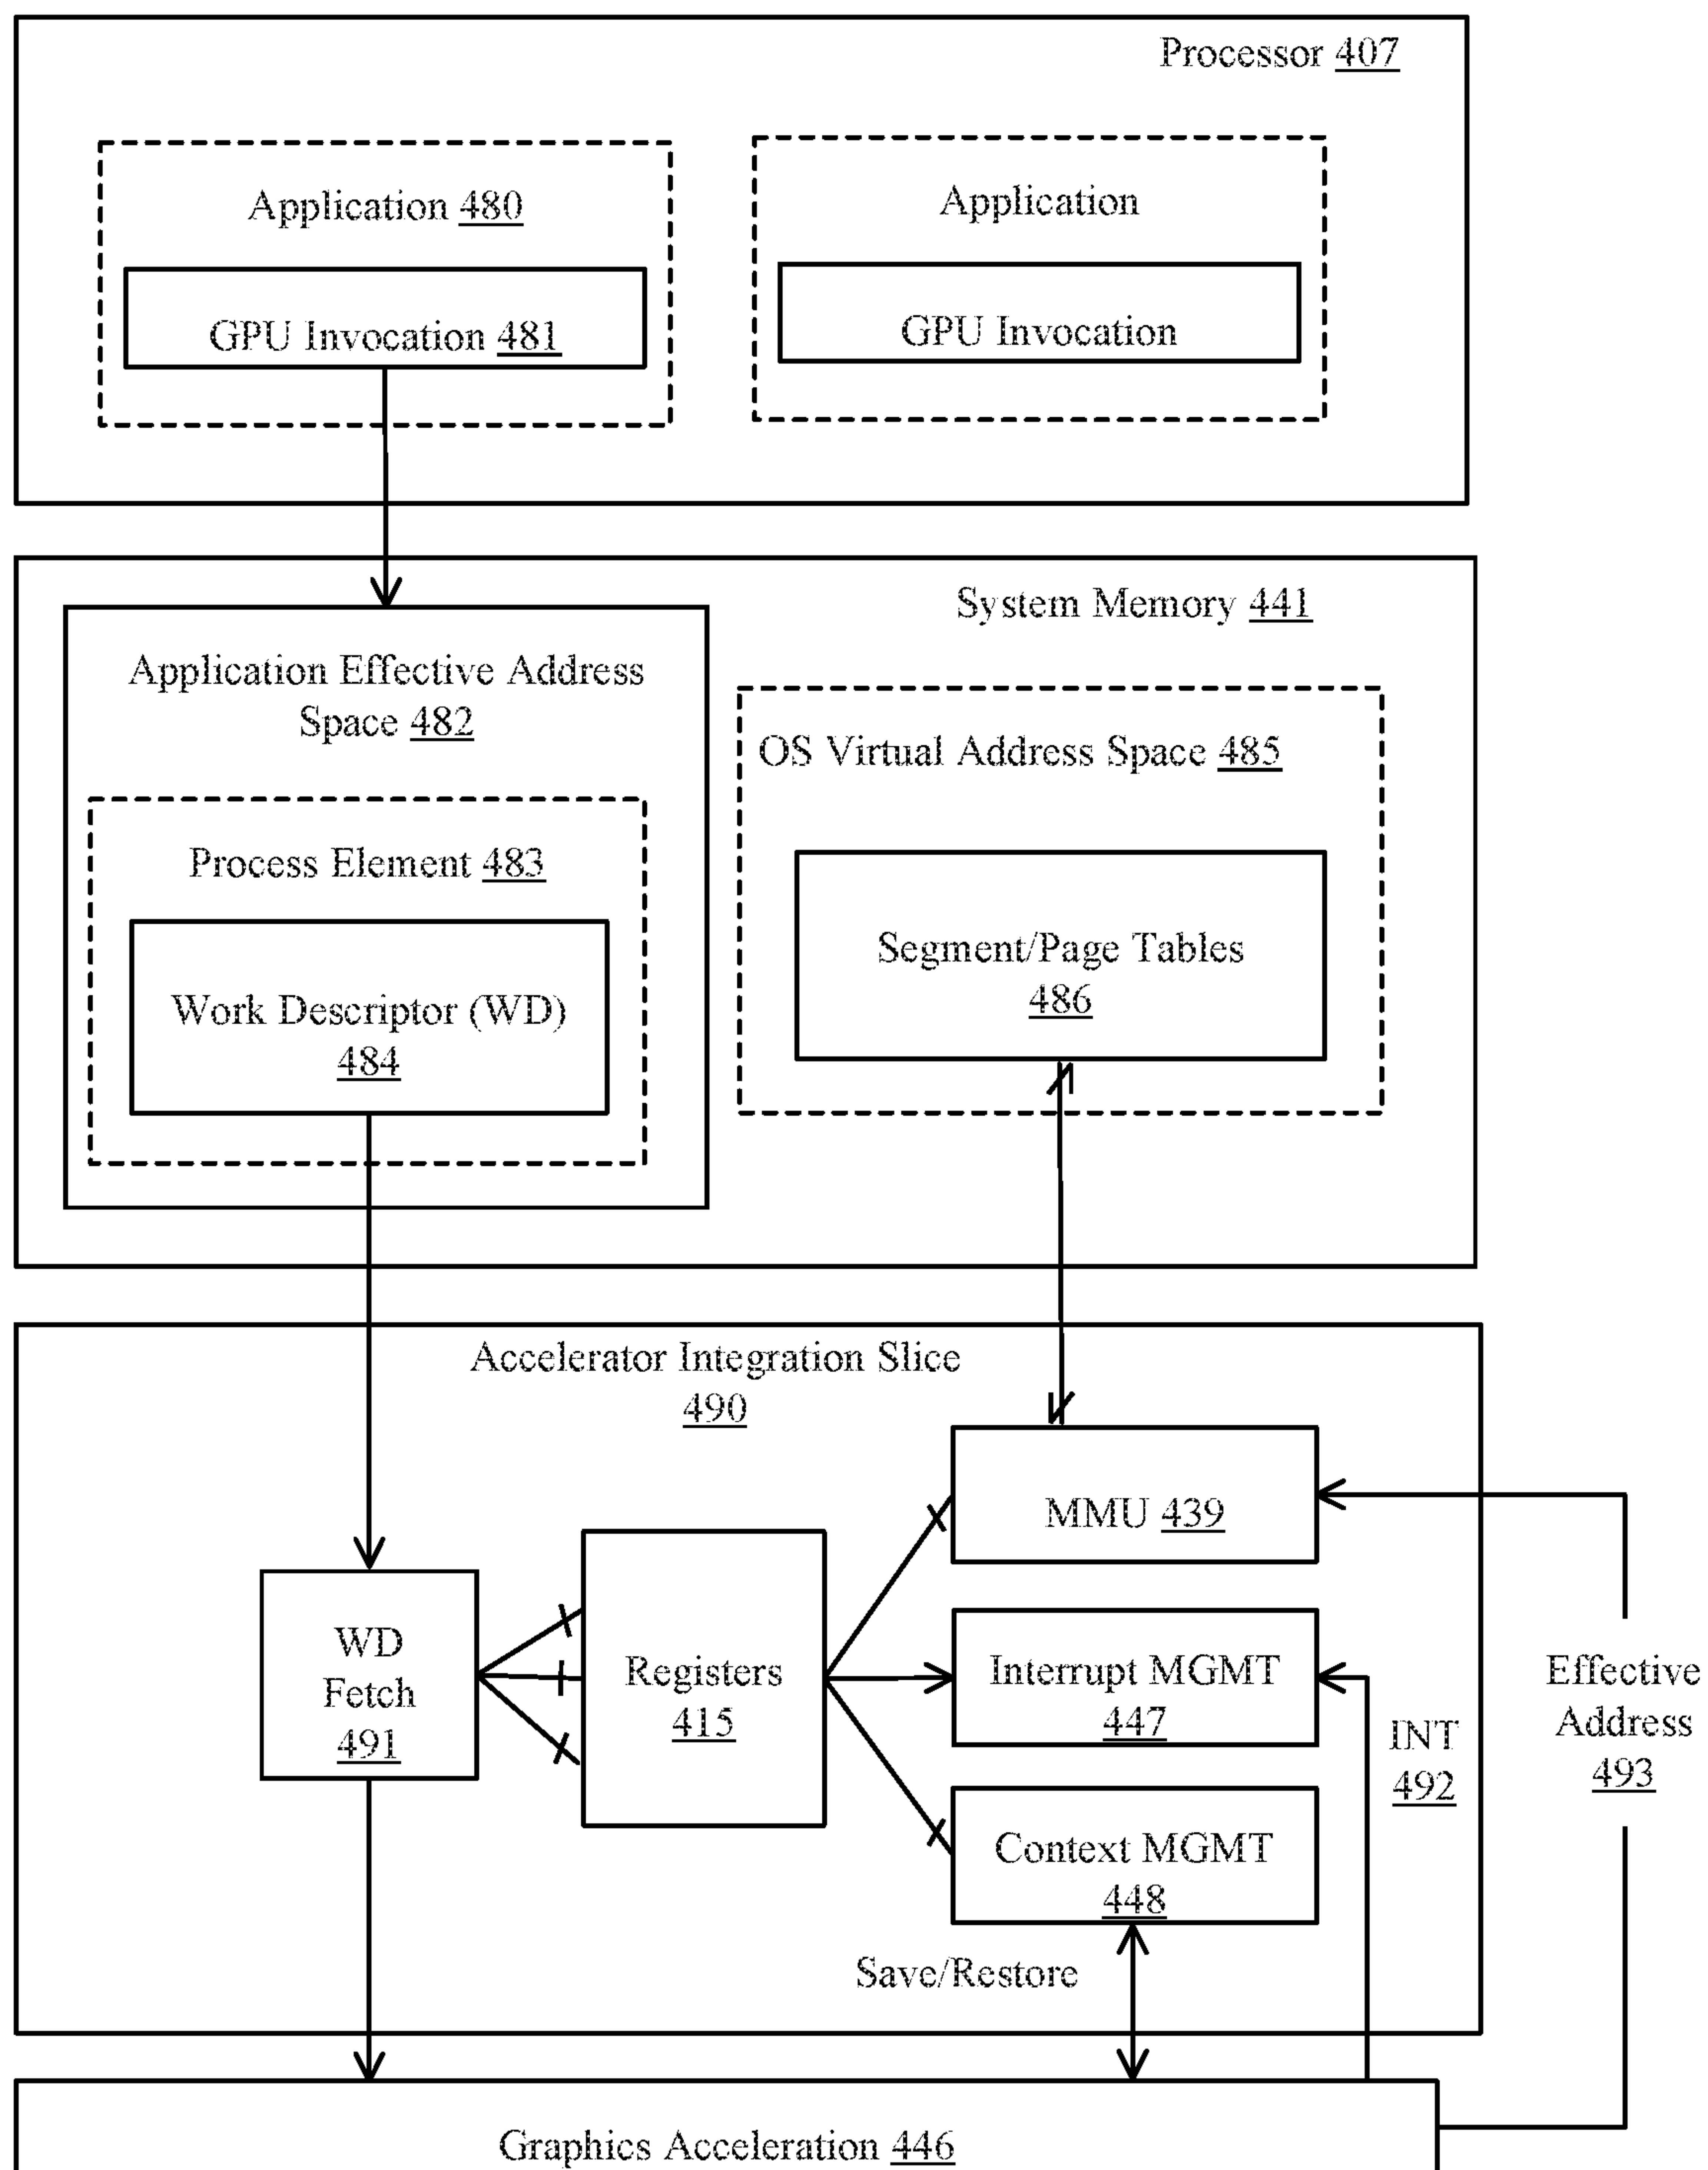 Processor 407
Application 480
GPU Invocation 481
Application
GPU Invocation
System Memory 441
Application Effective Address
Space 482
Process Element 483
Work Descriptor (WD)
484
OS Virtual Address Space 485
Segment/Page Tables
486
Accelerator Integration Slice
490
WD
Fetch
491
Registers
415
MMU 439
Interrupt MGMT
447
Context MGMT
448
Save/Restore
INT
492
Effective
Address
493
Graphics Acceleration 446